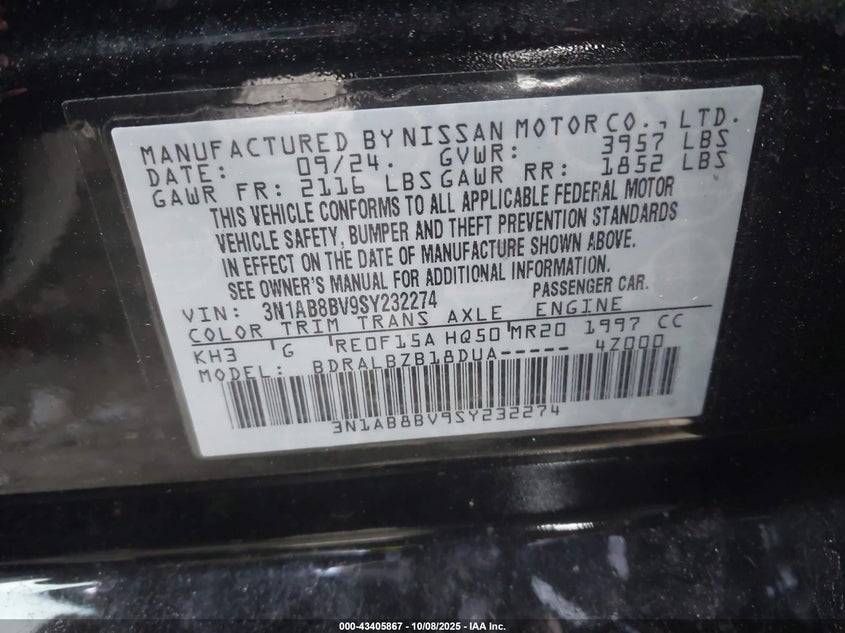 MANUFACTURED BY NISSAN MOTOR CO., LTD.
DATE: 09/24. GVWR: 3957 LBS
GAWR FR: 2116 LBS GAWR RR: 1852 LBS
THIS VEHICLE CONFORMS TO ALL APPLICABLE FEDERAL MOTOR
VEHICLE SAFETY, BUMPER AND THEFT PREVENTION STANDARDS
IN EFFECT ON THE DATE OF MANUFACTURE SHOWN ABOVE.
SEE OWNER'S MANUAL FOR ADDITIONAL INFORMATION.
VIN: 3N1AB8BV9SY232274 PASSENGER CAR.
COLOR TRIM TRANS AXLE ENGINE
KH3 G RE0F15A HQ50 MR20 1997 CC
MODEL: BDRALBZB18DUA----- 4Z000
3N1AB8BV9SY232274
000-43405867 - 10/08/2025 - IAA Inc.